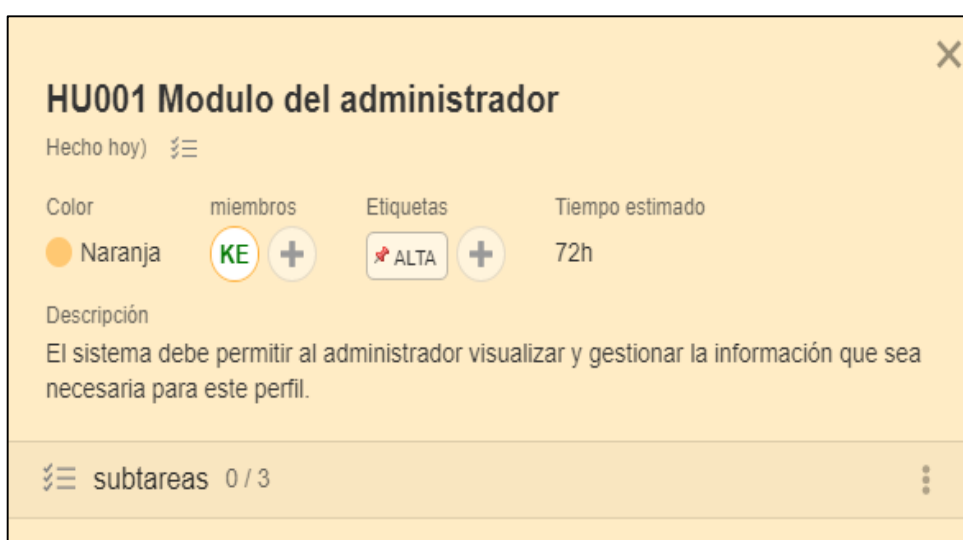 HU001 Modulo del administrador
Hecho hoy)
Color miembros Etiquetas Tiempo estimado
Naranja KE + ALTA + 72h
Descripción
El sistema debe permitir al administrador visualizar y gestionar la información que sea
necesaria para este perfil.
subtareas 0 / 3